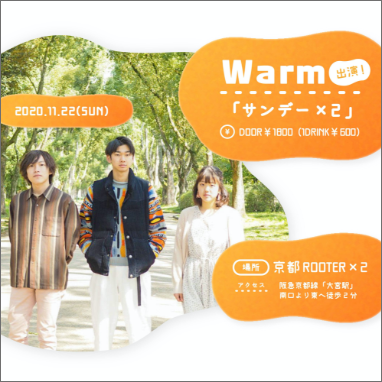 Warm 出演!
2020.11.22(SUN)
「サンデー×2」
¥ DOOR¥1800 (1DRINK¥600)
場所 京都ROOTER×2
アクセス 阪急京都線「大宮駅」
南口より東へ徒歩2分